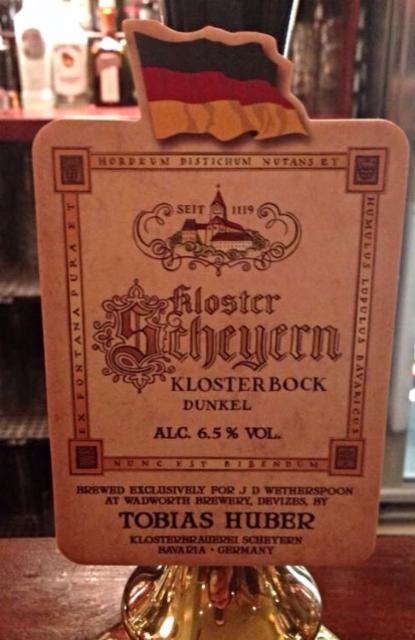 HORDEUM DISTICHUM NUTANS ET
HUMULUS LUPULUS BAVARICUS
EX FONTANA PURA ET
SEIT 1119
Kloster
Scheyern
KLOSTERBOCK
DUNKEL
ALC. 6.5% VOL.
NUNC EST BIBENDUM
BREWED EXCLUSIVELY FOR J D WETHERSPOON
AT WADWORTH BREWERY, DEVIZES, BY
TOBIAS HUBER
KLOSTERBRAUEREI SCHEYERN
BAVARIA • GERMANY